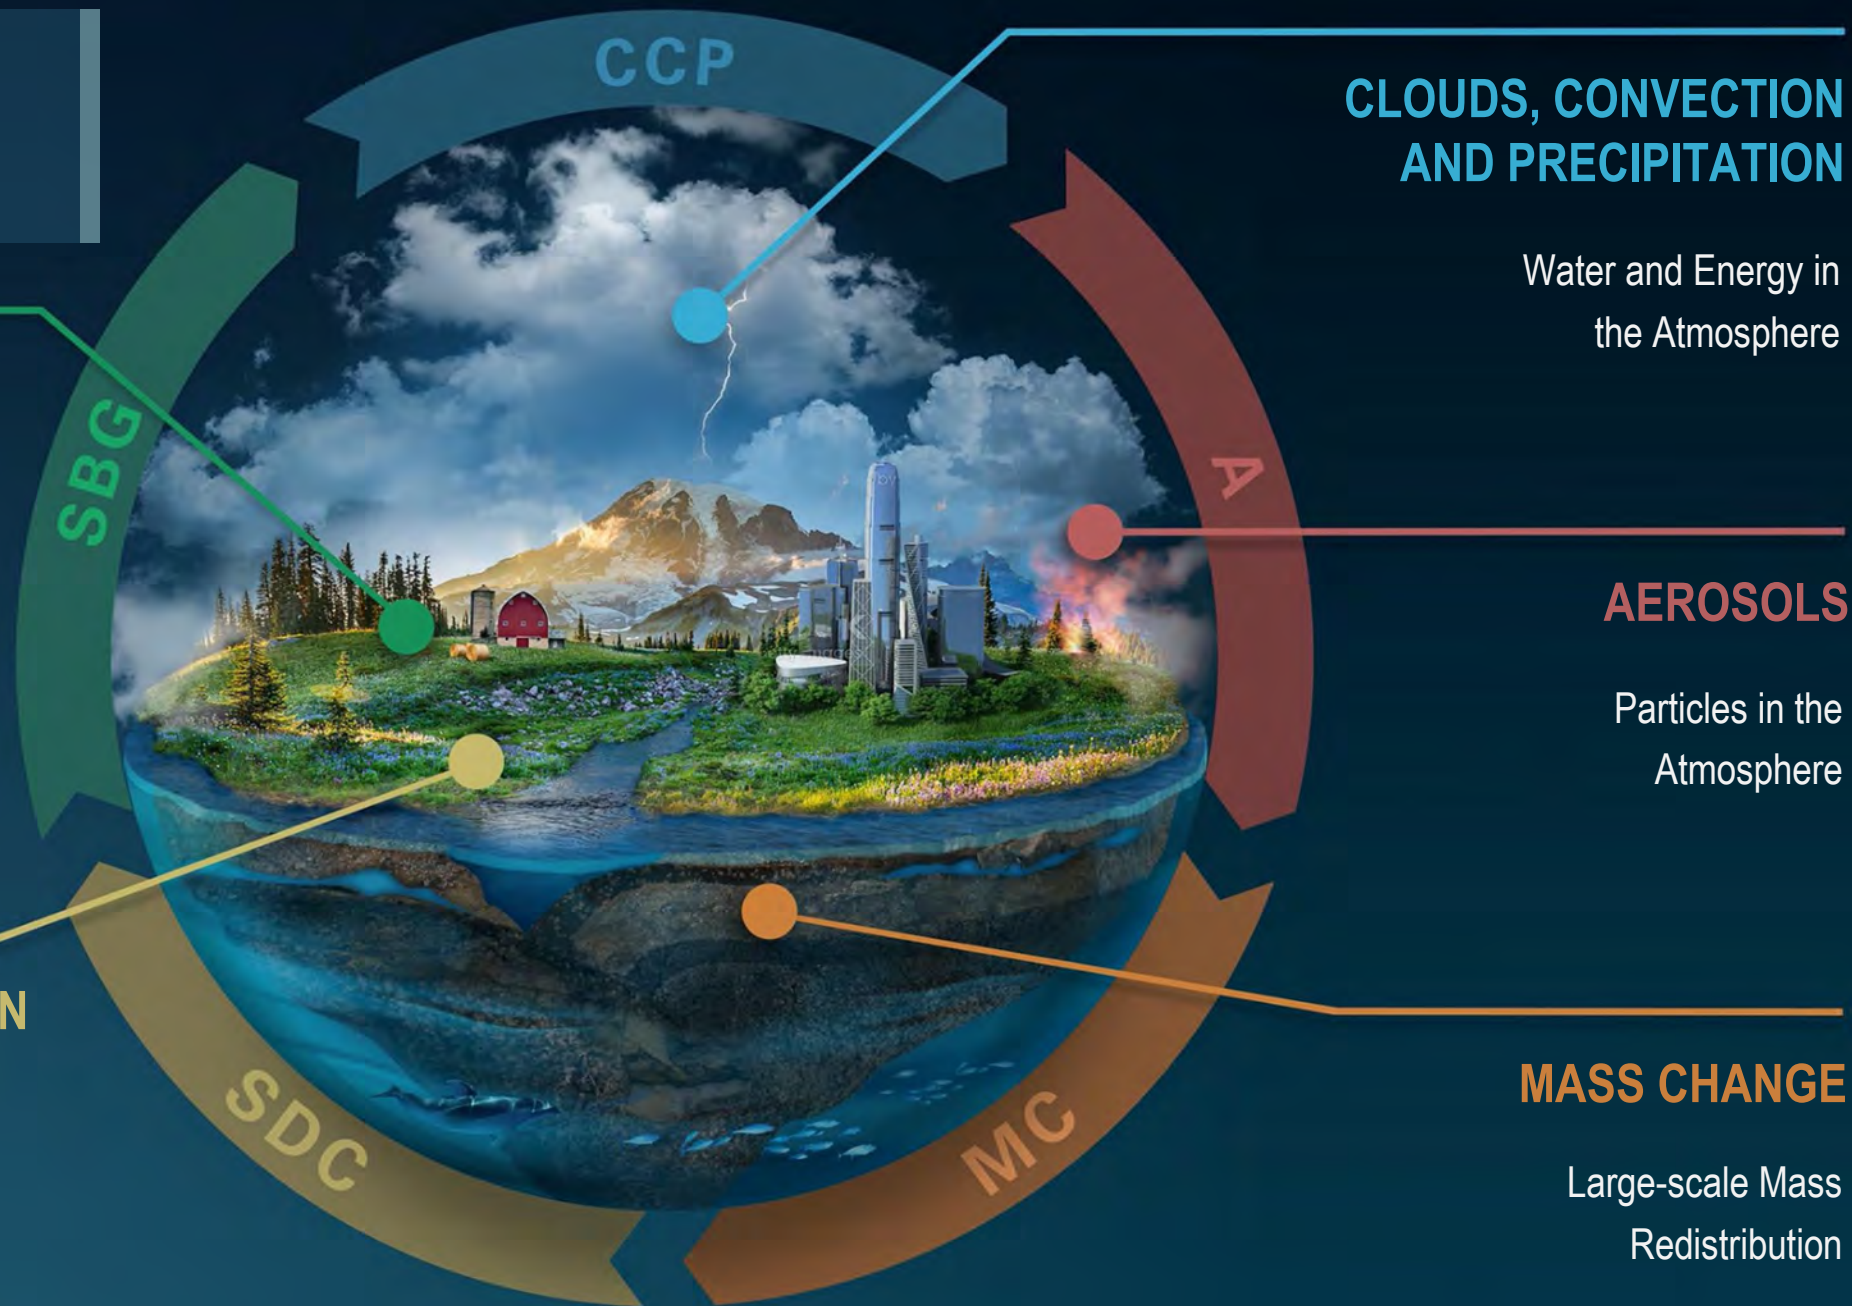 CCP
CLOUDS, CONVECTION
AND PRECIPITATION
Water and Energy in
the Atmosphere
SBG
A
AEROSOLS
Particles in the
Atmosphere
N
MASS CHANGE
SDC
MC
Large-scale Mass
Redistribution